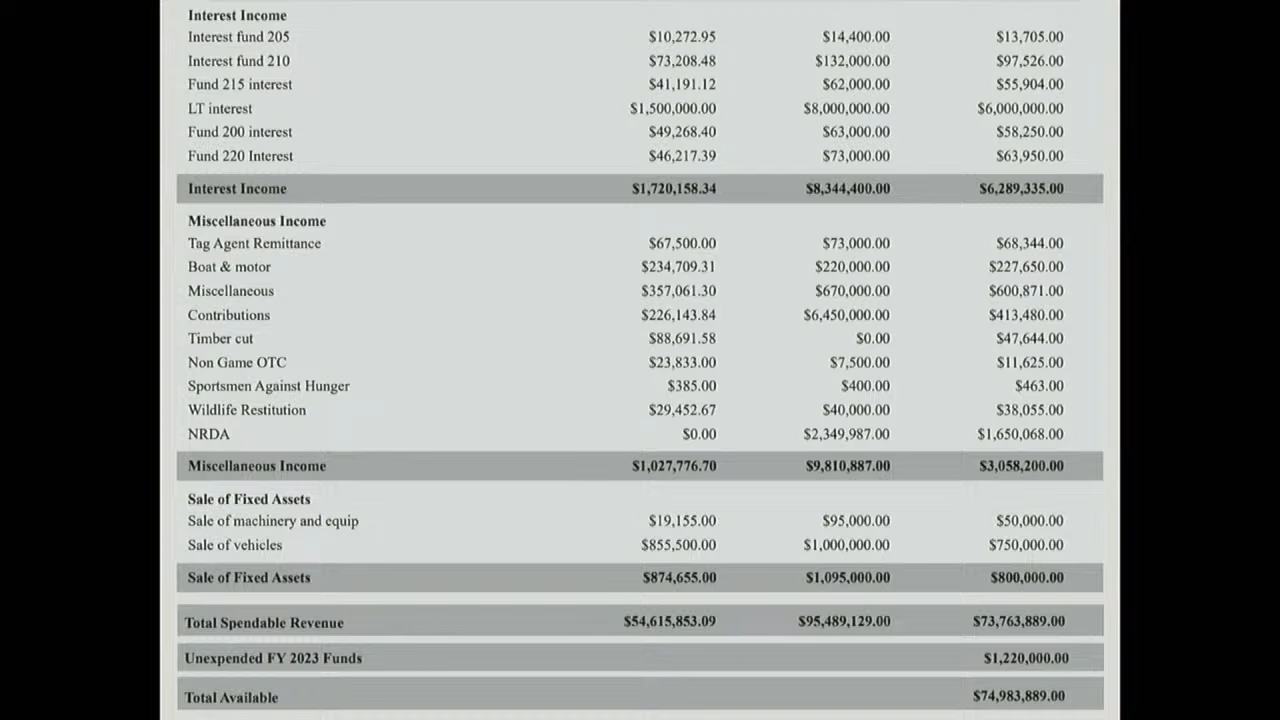 Interest Income
Interest fund 205 $10,272.95 $14,400.00 $13,705.00
Interest fund 210 $73,208.48 $132,000.00 $97,526.00
Fund 215 interest $41,191.12 $62,000.00 $55,904.00
LT interest $1,500,000.00 $8,000,000.00 $6,000,000.00
Fund 200 interest $49,268.40 $63,000.00 $58,250.00
Fund 220 Interest $46,217.39 $73,000.00 $63,950.00
Interest Income $1,720,158.34 $8,344,400.00 $6,289,335.00
Miscellaneous Income
Tag Agent Remittance $67,500.00 $73,000.00 $68,344.00
Boat & motor $234,709.31 $220,000.00 $227,650.00
Miscellaneous $357,061.30 $670,000.00 $600,871.00
Contributions $226,143.84 $6,450,000.00 $413,480.00
Timber cut $88,691.58 $0.00 $47,644.00
Non Game OTC $23,833.00 $7,500.00 $11,625.00
Sportsmen Against Hunger $385.00 $400.00 $463.00
Wildlife Restitution $29,452.67 $40,000.00 $38,055.00
NRDA $0.00 $2,349,987.00 $1,650,068.00
Miscellaneous Income $1,027,776.70 $9,810,887.00 $3,058,200.00
Sale of Fixed Assets
Sale of machinery and equip $19,155.00 $95,000.00 $50,000.00
Sale of vehicles $855,500.00 $1,000,000.00 $750,000.00
Sale of Fixed Assets $874,655.00 $1,095,000.00 $800,000.00
Total Spendable Revenue $54,615,853.09 $95,489,129.00 $73,763,889.00
Unexpended FY 2023 Funds $1,220,000.00
Total Available $74,983,889.00